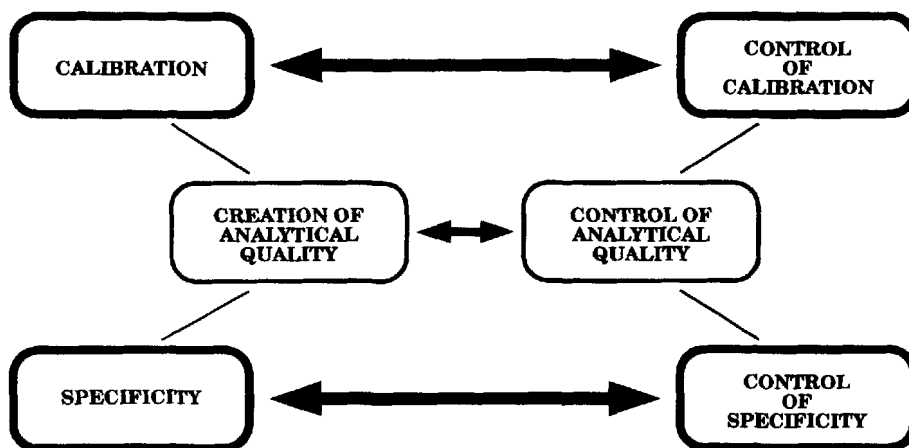 CALIBRATION
CONTROL
OF
CALIBRATION
CREATION OF
ANALYTICAL
QUALITY
CONTROL OF
ANALYTICAL
QUALITY
SPECIFICITY
CONTROL
OF
SPECIFICITY